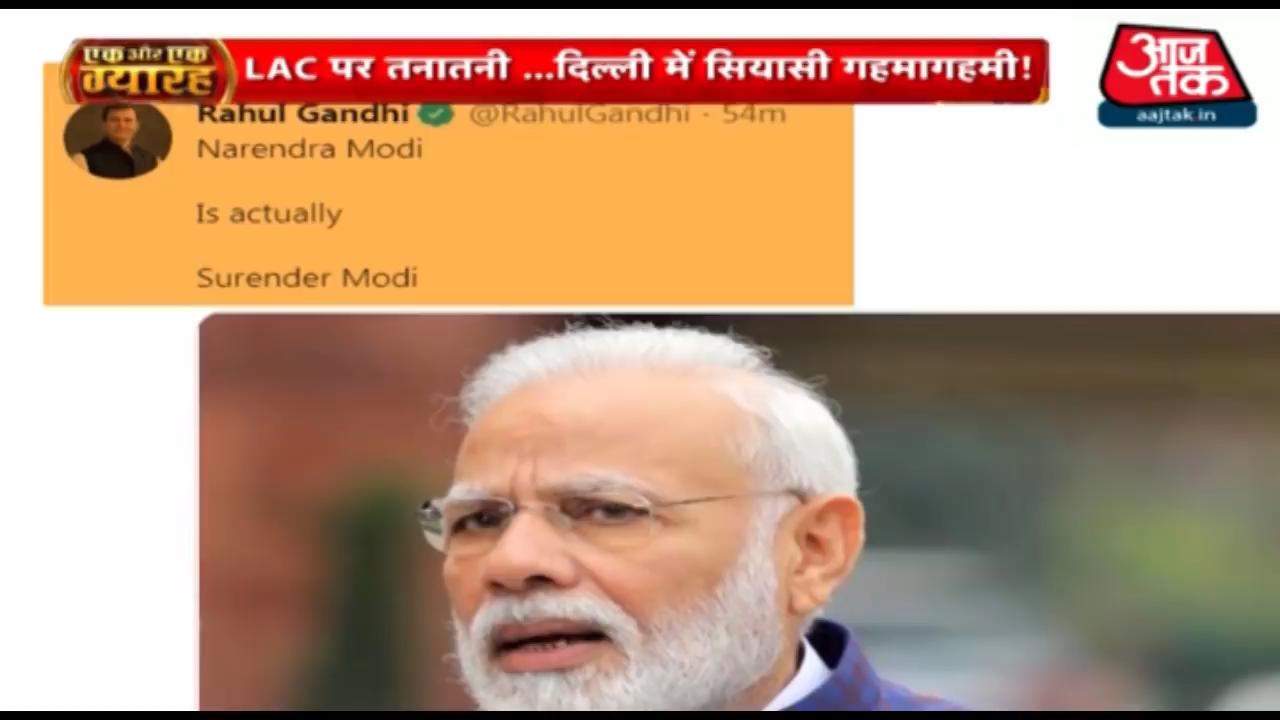 एक और एक
ग्यारह
LAC पर तनातनी ...दिल्ली में सियासी गहमागहमी!
आज
तक
aajtak.in
Rahul Gandhi @RahulGandhi · 54m
Narendra Modi
Is actually
Surender Modi